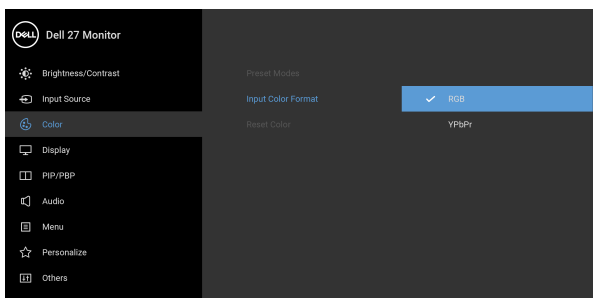 DELL Dell 27 Monitor
Brightness/Contrast
Preset Modes
Input Source
Input Color Format
RGB
Color
Reset Color
YPbPr
Display
PIP/PBP
Audio
Menu
Personalize
Others